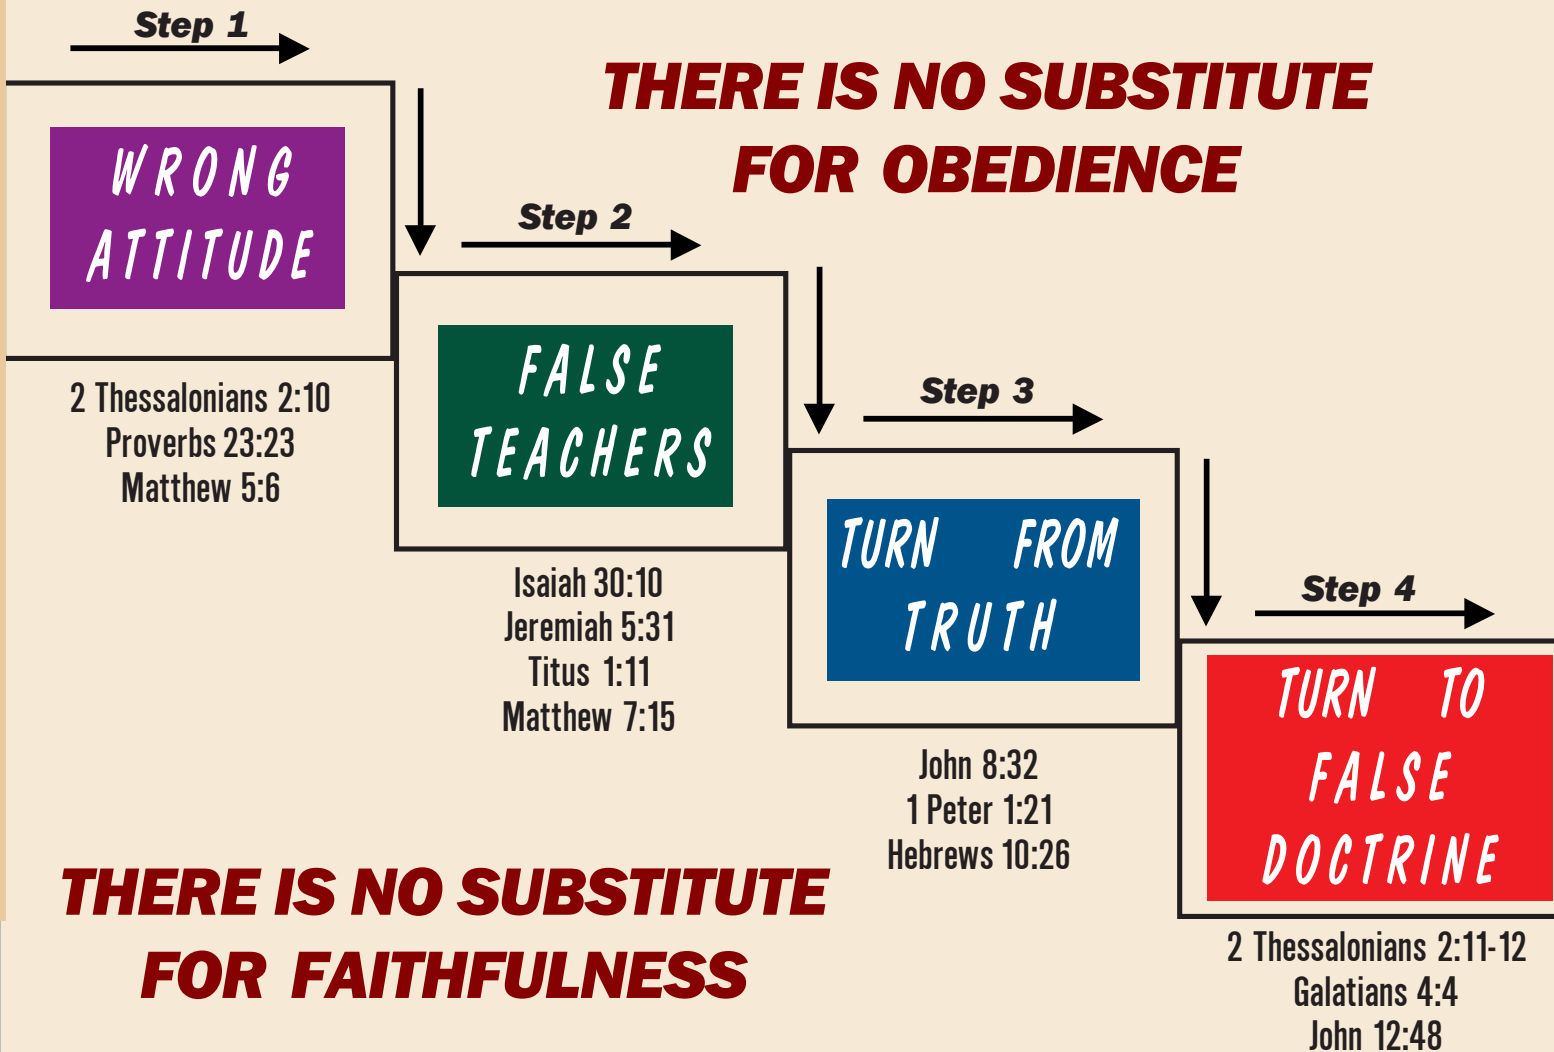 Step 1
THERE IS NO SUBSTITUTE
FOR OBEDIENCE
WRONG
ATTITUDE
2 Thessalonians 2:10
Proverbs 23:23
Matthew 5:6
Step 2
FALSE
TEACHERS
Isaiah 30:10
Jeremiah 5:31
Titus 1:11
Matthew 7:15
Step 3
TURN FROM
TRUTH
John 8:32
1 Peter 1:21
Hebrews 10:26
Step 4
TURN TO
FALSE
DOCTRINE
2 Thessalonians 2:11-12
Galatians 4:4
John 12:48
THERE IS NO SUBSTITUTE
FOR FAITHFULNESS